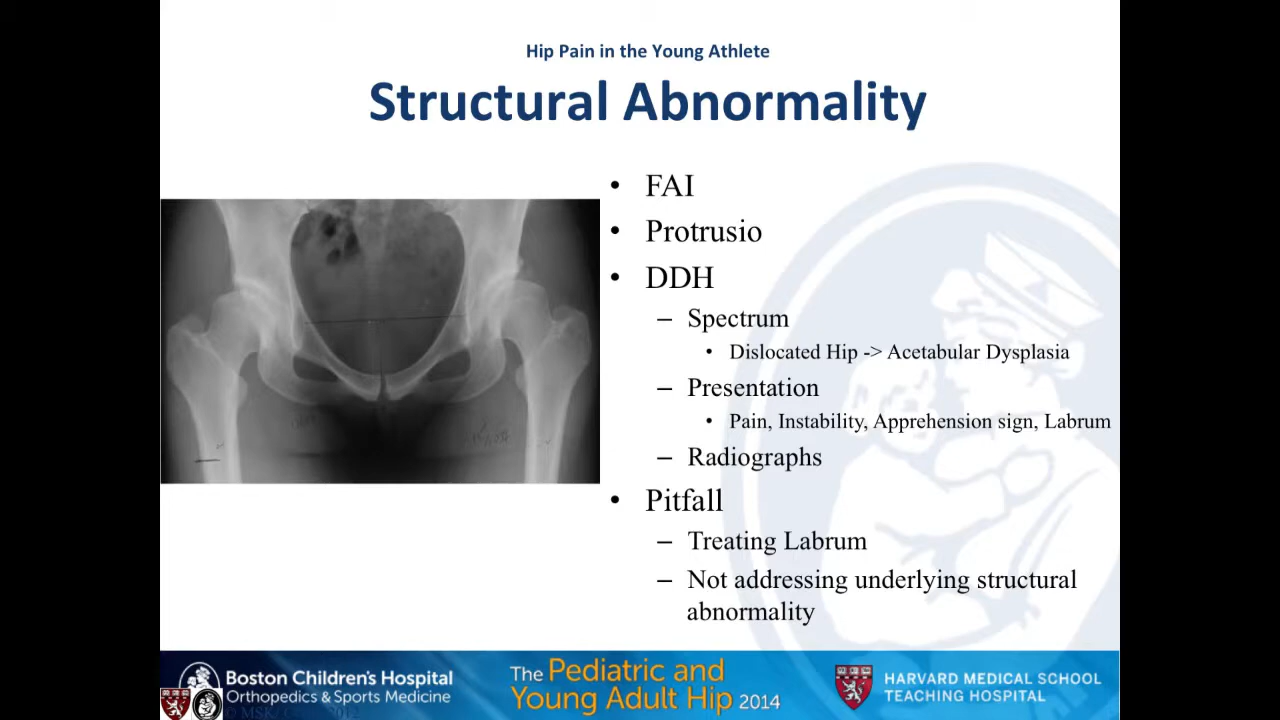 Hip Pain in the Young Athlete
Structural Abnormality
• FAI
• Protrusio
• DDH
– Spectrum
• Dislocated Hip -> Acetabular Dysplasia
– Presentation
• Pain, Instability, Apprehension sign, Labrum
– Radiographs
• Pitfall
– Treating Labrum
– Not addressing underlying structural
abnormality
Boston Children's Hospital
Orthopedics & Sports Medicine
The Pediatric and
Young Adult Hip 2014
HARVARD MEDICAL SCHOOL
TEACHING HOSPITAL